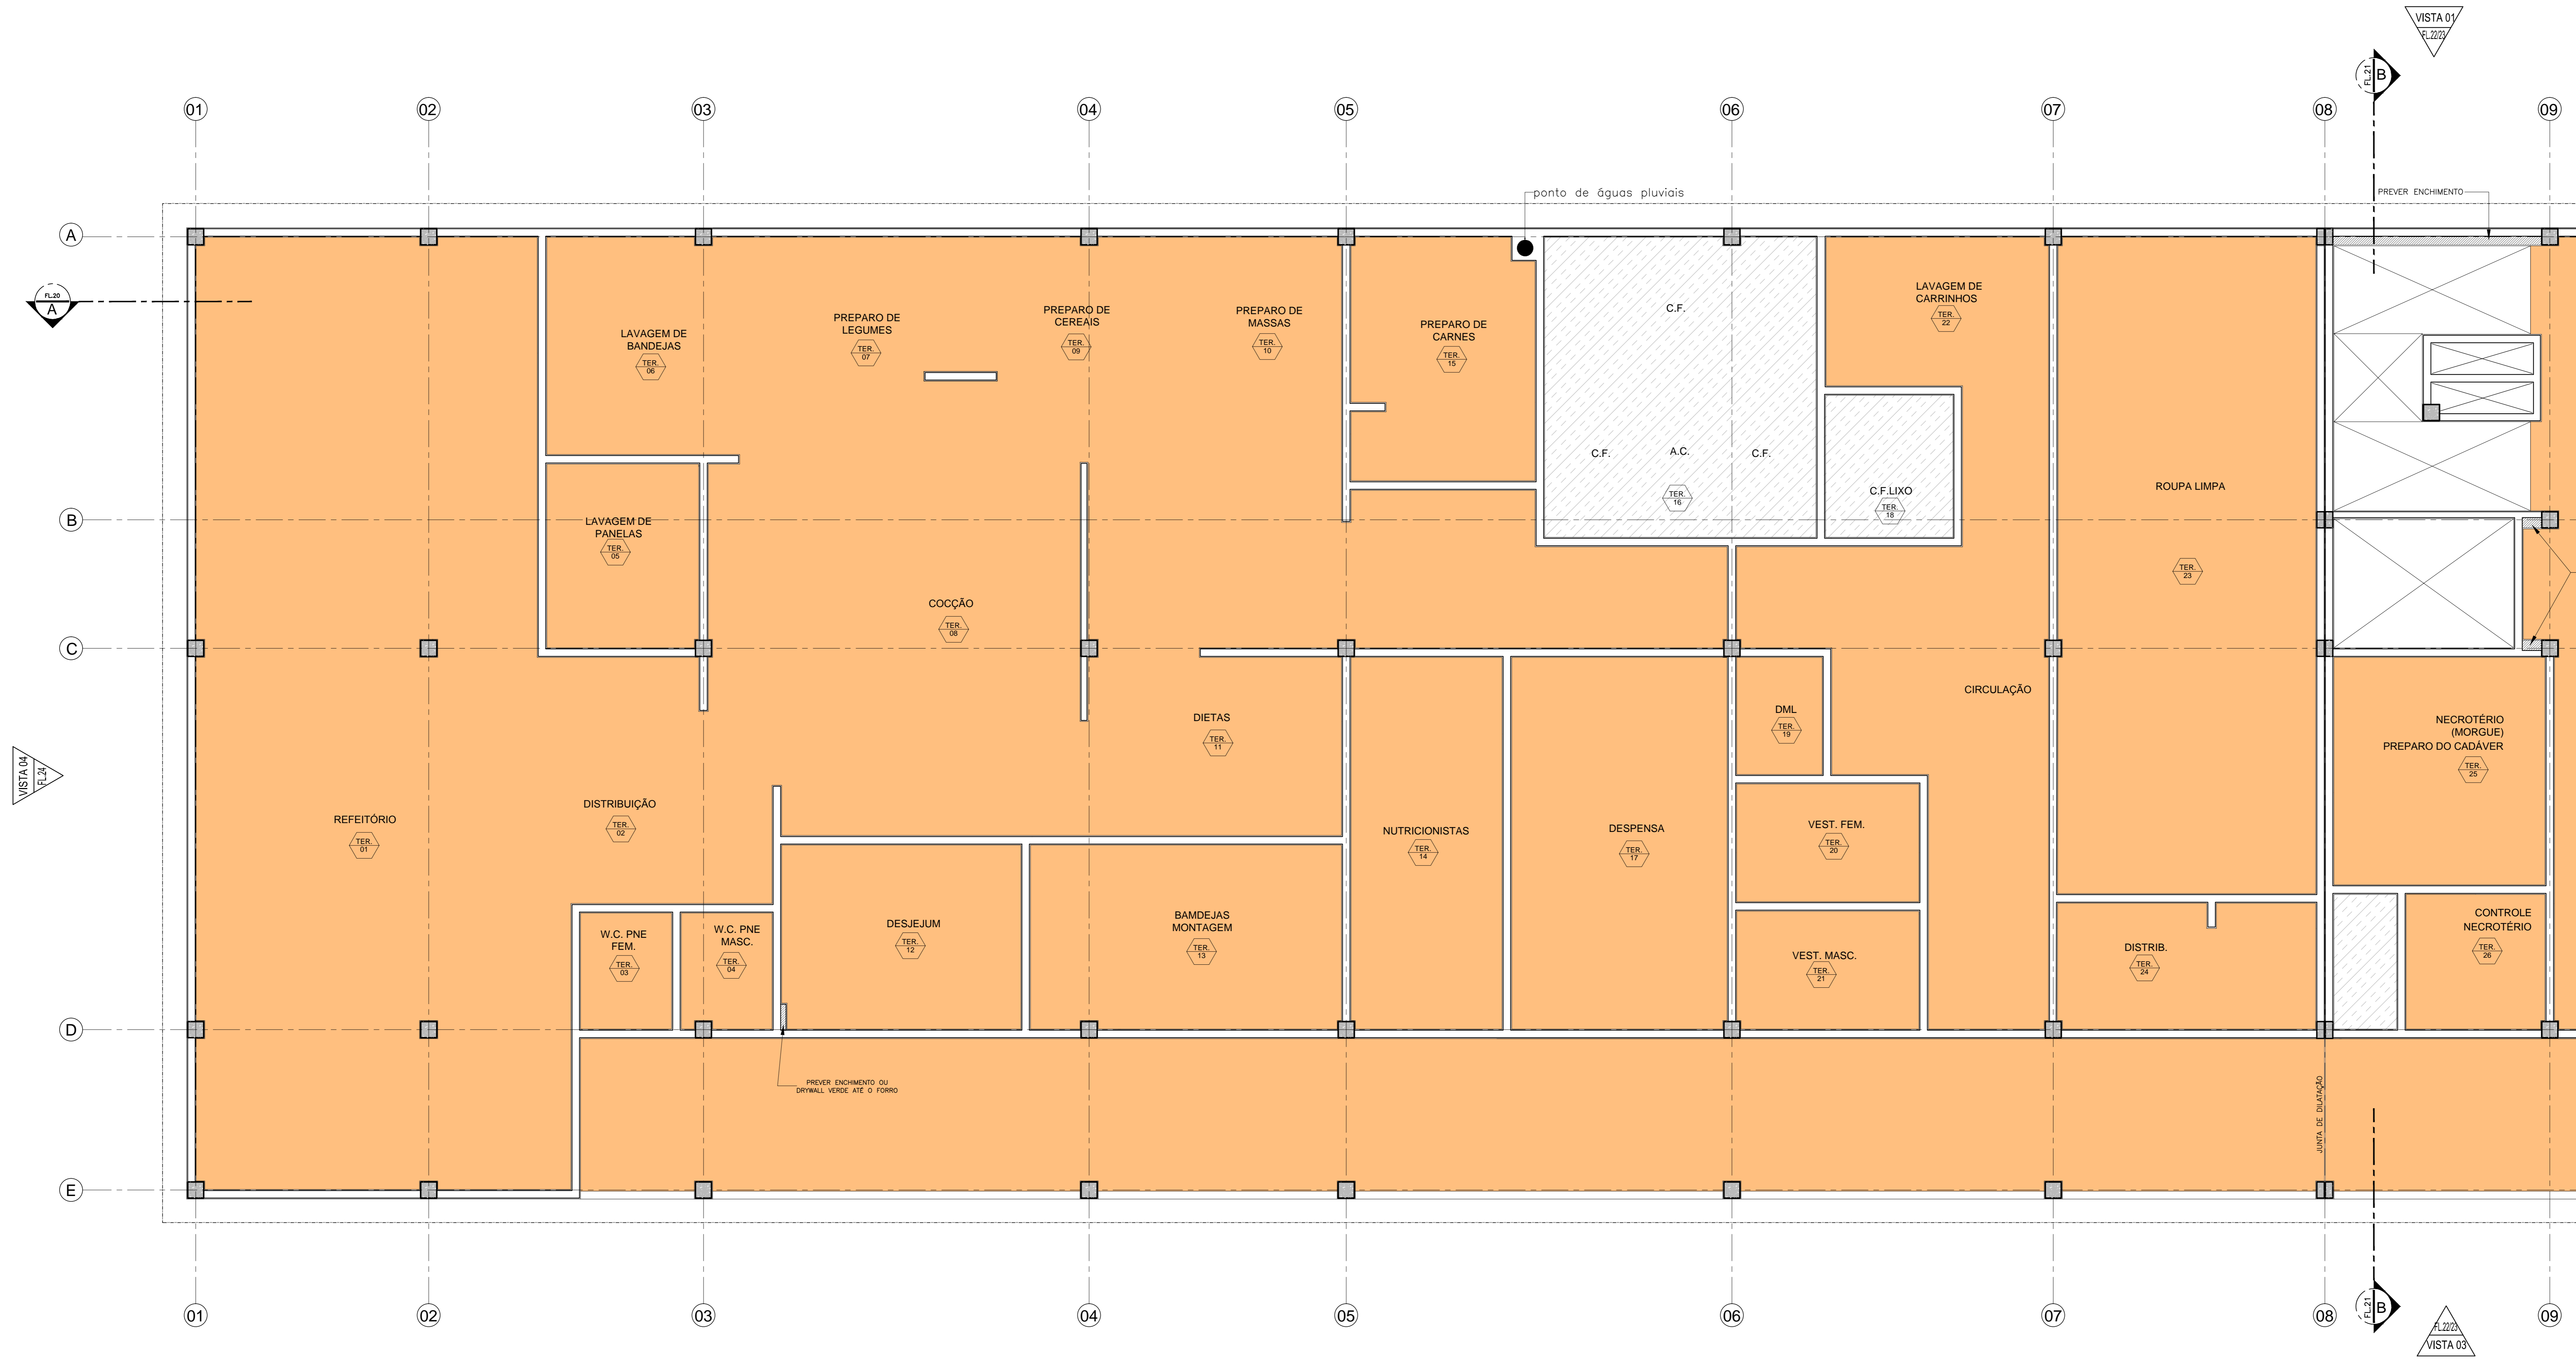 VISTA 01
FL.22/23
FL.21
B
01
02
03
04
05
06
07
08
09
ponto de águas pluviais
PREVER ENCHIMENTO
A
FL.20
A
LAVAGEM DE
BANDEJAS
TER.
06
PREPARO DE
LEGUMES
TER.
07
PREPARO DE
CEREAIS
TER.
09
PREPARO DE
MASSAS
TER.
10
PREPARO DE
CARNES
TER.
15
C.F.
C.F.
A.C.
C.F.
TER.
16
LAVAGEM DE
CARRINHOS
TER.
22
C.F.LIXO
TER.
18
ROUPA LIMPA
TER.
23
B
LAVAGEM DE
PANELAS
TER.
05
COCÇÃO
TER.
08
C
DIETAS
TER.
11
DML
TER.
19
CIRCULAÇÃO
NECROTÉRIO
(MORGUE)
PREPARO DO CADÁVER
TER.
25
VISTA 04
FL.24
REFEITÓRIO
TER.
01
DISTRIBUIÇÃO
TER.
02
NUTRICIONISTAS
TER.
14
DESPENSA
TER.
17
VEST. FEM.
TER.
20
W.C. PNE
FEM.
TER.
03
W.C. PNE
MASC.
TER.
04
DESJEJUM
TER.
12
BAMDEJAS
MONTAGEM
TER.
13
VEST. MASC.
TER.
21
DISTRIB.
TER.
24
CONTROLE
NECROTÉRIO
TER.
26
D
PREVER ENCHIMENTO OU
DRYWALL VERDE ATÉ O FORRO
JUNTA DE DILATAÇÃO
E
01
02
03
04
05
06
07
08
09
FL.21
B
FL.22/23
VISTA 03